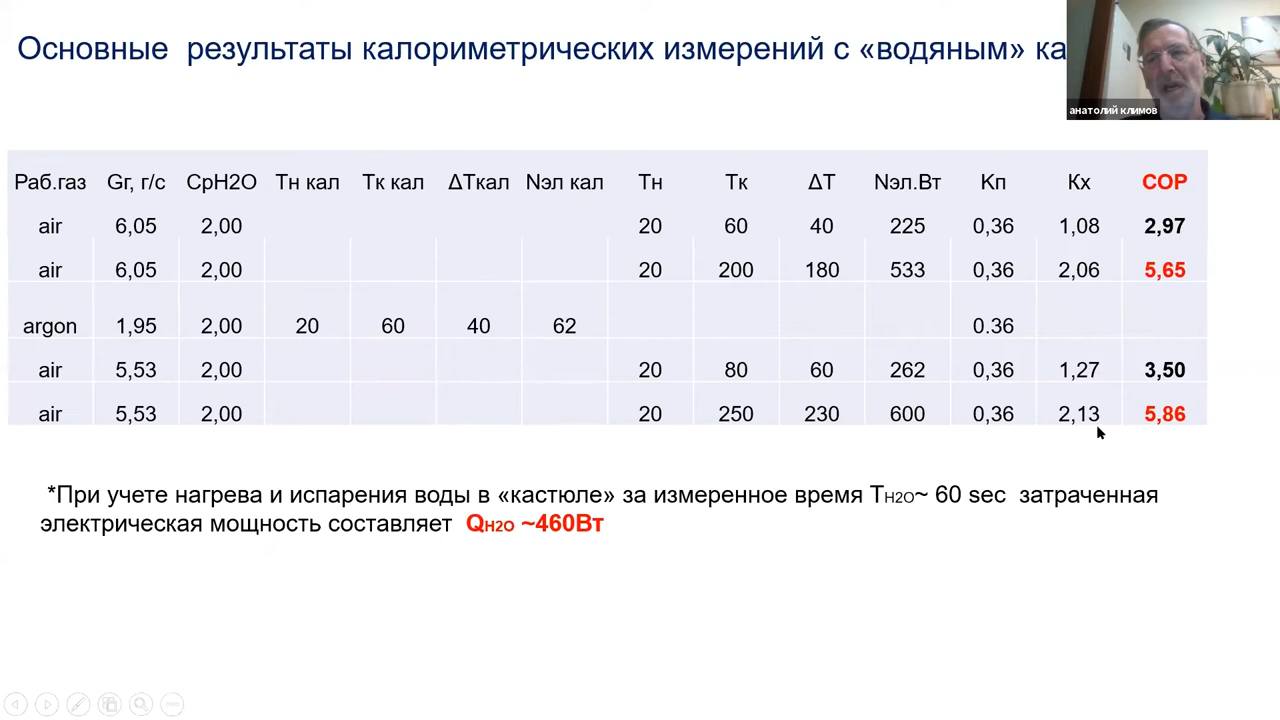 Основные результаты калориметрических измерений с «водяным» ка
анатолий климов
Раб.газ Gг, г/с CpH2O Тн кал Тк кал ΔТкал Nэл кал Тн Тк ΔТ Nэл.Вт Кп Кх COP
air 6,05 2,00 20 60 40 225 0,36 1,08 2,97
air 6,05 2,00 20 200 180 533 0,36 2,06 5,65
argon 1,95 2,00 20 60 40 62 0.36
air 5,53 2,00 20 80 60 262 0,36 1,27 3,50
air 5,53 2,00 20 250 230 600 0,36 2,13 5,86
*При учете нагрева и испарения воды в «кастюле» за измеренное время TH2O~ 60 sec затраченная
электрическая мощность составляет QH2O ~460Вт